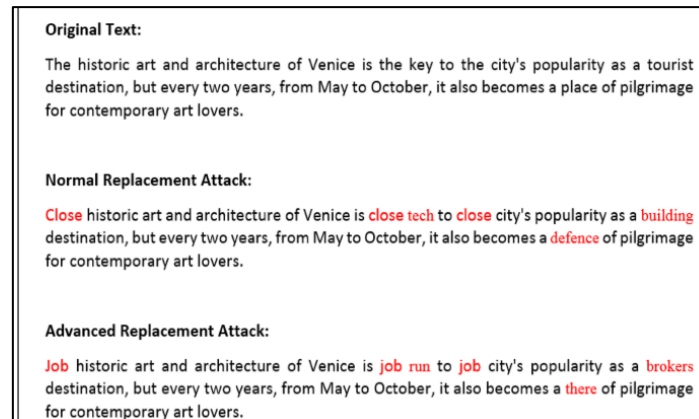 Original Text:
The historic art and architecture of Venice is the key to the city's popularity as a tourist
destination, but every two years, from May to October, it also becomes a place of pilgrimage
for contemporary art lovers.
Normal Replacement Attack:
Close historic art and architecture of Venice is close tech to close city's popularity as a building
destination, but every two years, from May to October, it also becomes a defence of pilgrimage
for contemporary art lovers.
Advanced Replacement Attack:
Job historic art and architecture of Venice is job run to job city's popularity as a brokers
destination, but every two years, from May to October, it also becomes a there of pilgrimage
for contemporary art lovers.